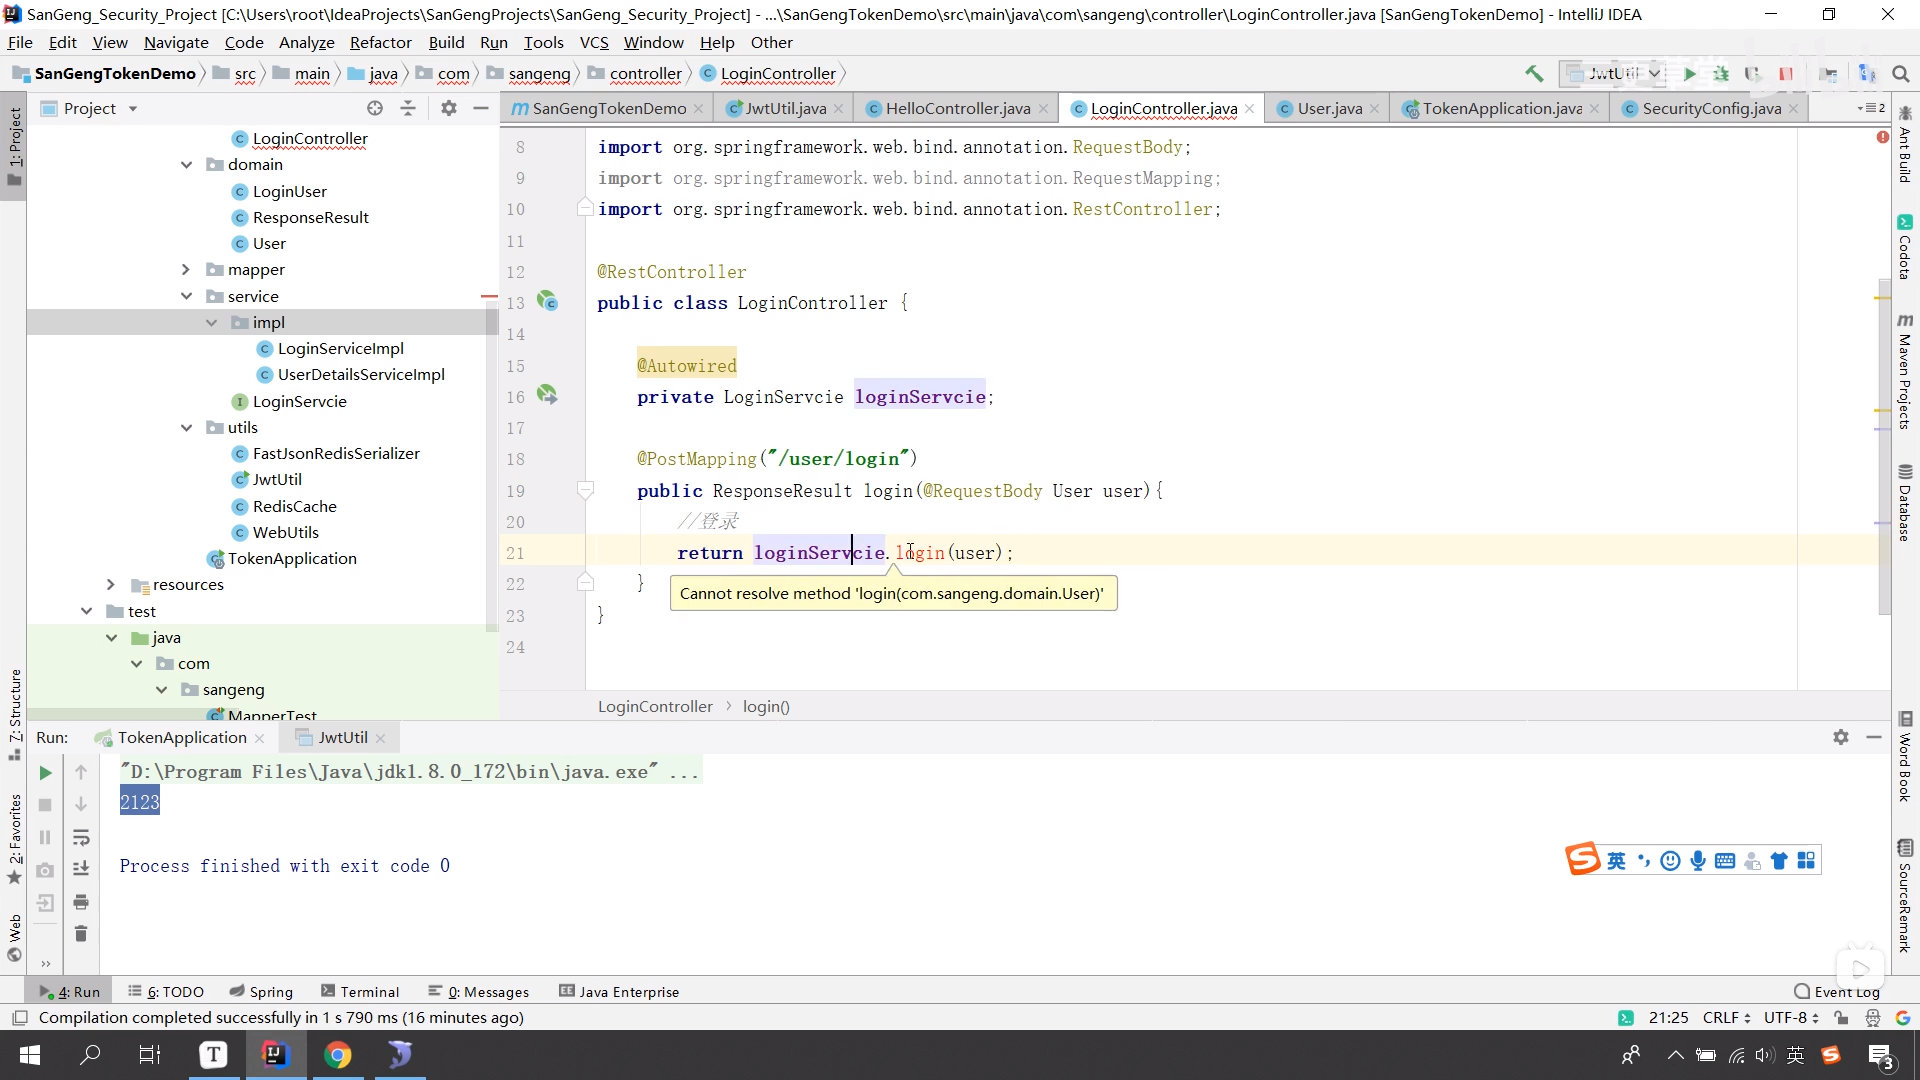 SanGeng_Security_Project [C:\Users\root\IdeaProjects\SanGengProjects\SanGeng_Security_Project] - ...\SanGengTokenDemo\src\main\java\com\sangeng\controller\LoginController.java [SanGengTokenDemo] - IntelliJ IDEA
File Edit View Navigate Code Analyze Refactor Build Run Tools VCS Window Help Other
SanGengTokenDemo src main java com sangeng controller LoginController JwtUtil
Project SanGengTokenDemo JwtUtil.java HelloController.java LoginController.java User.java TokenApplication.java SecurityConfig.java 2
1: Project
LoginController
domain
LoginUser
ResponseResult
User
mapper
service
impl
LoginServiceImpl
UserDetailsServiceImpl
LoginServcie
utils
FastJsonRedisSerializer
JwtUtil
RedisCache
WebUtils
TokenApplication
resources
test
java
com
sangeng
MapperTest
8 import org.springframework.web.bind.annotation.RequestBody;
9 import org.springframework.web.bind.annotation.RequestMapping;
10 import org.springframework.web.bind.annotation.RestController;
11
12 @RestController
13 public class LoginController {
14
15 @Autowired
16 private LoginServcie loginServcie;
17
18 @PostMapping("/user/login")
19 public ResponseResult login(@RequestBody User user){
20 //登录
21 return loginServcie.login(user);
22 }
Cannot resolve method 'login(com.sangeng.domain.User)'
23 }
24
LoginController login()
Ant Build
Codota
Maven Projects
Database
Word Book
SourceRemark
7: Structure
2: Favorites
Web
Run: TokenApplication JwtUtil
"D:\Program Files\Java\jdk1.8.0_172\bin\java.exe" ...
2123
Process finished with exit code 0
英
4: Run 6: TODO Spring Terminal 0: Messages Java Enterprise Event Log
Compilation completed successfully in 1 s 790 ms (16 minutes ago) 21:25 CRLF UTF-8
英 3